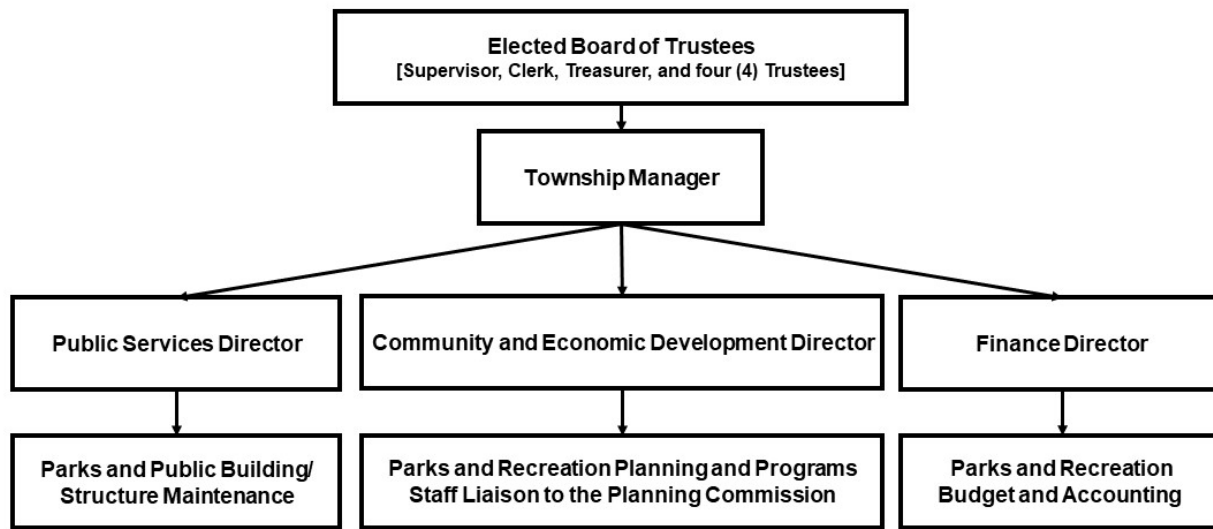 Elected Board of Trustees
[Supervisor, Clerk, Treasurer, and four (4) Trustees]
Township Manager
Public Services Director
Community and Economic Development Director
Finance Director
Parks and Public Building/
Structure Maintenance
Parks and Recreation Planning and Programs
Staff Liaison to the Planning Commission
Parks and Recreation
Budget and Accounting